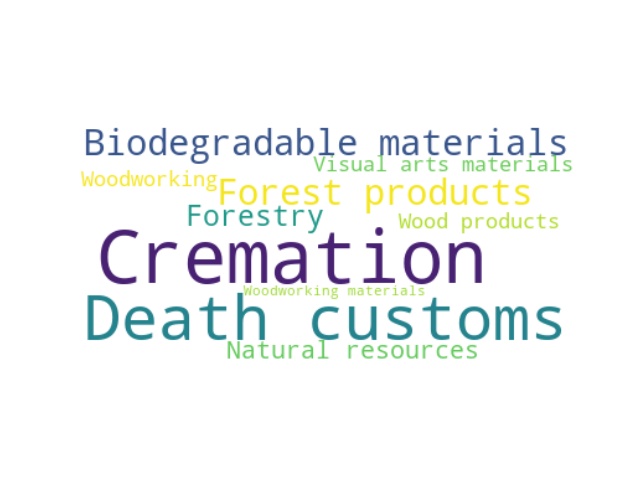 Biodegradable materials
Visual arts materials
Woodworking
Forest products
Forestry
Wood products
Cremation
Woodworking materials
Death customs
Natural resources